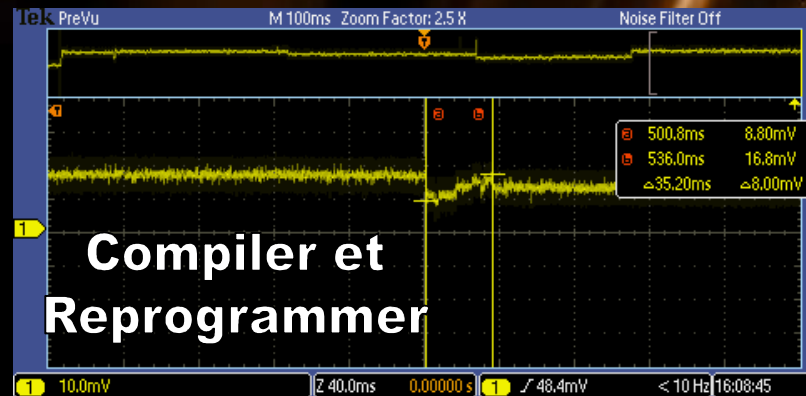 Tek PreVu M 100ms Zoom Factor: 2.5 X Noise Filter Off
T
T
a b
a 500.8ms 8.80mV
b 536.0ms 16.8mV
△35.20ms △8.00mV
1
Compiler et
Reprogrammer
1 10.0mV Z 40.0ms 0.00000 s 1 48.4mV < 10 Hz 16:08:45